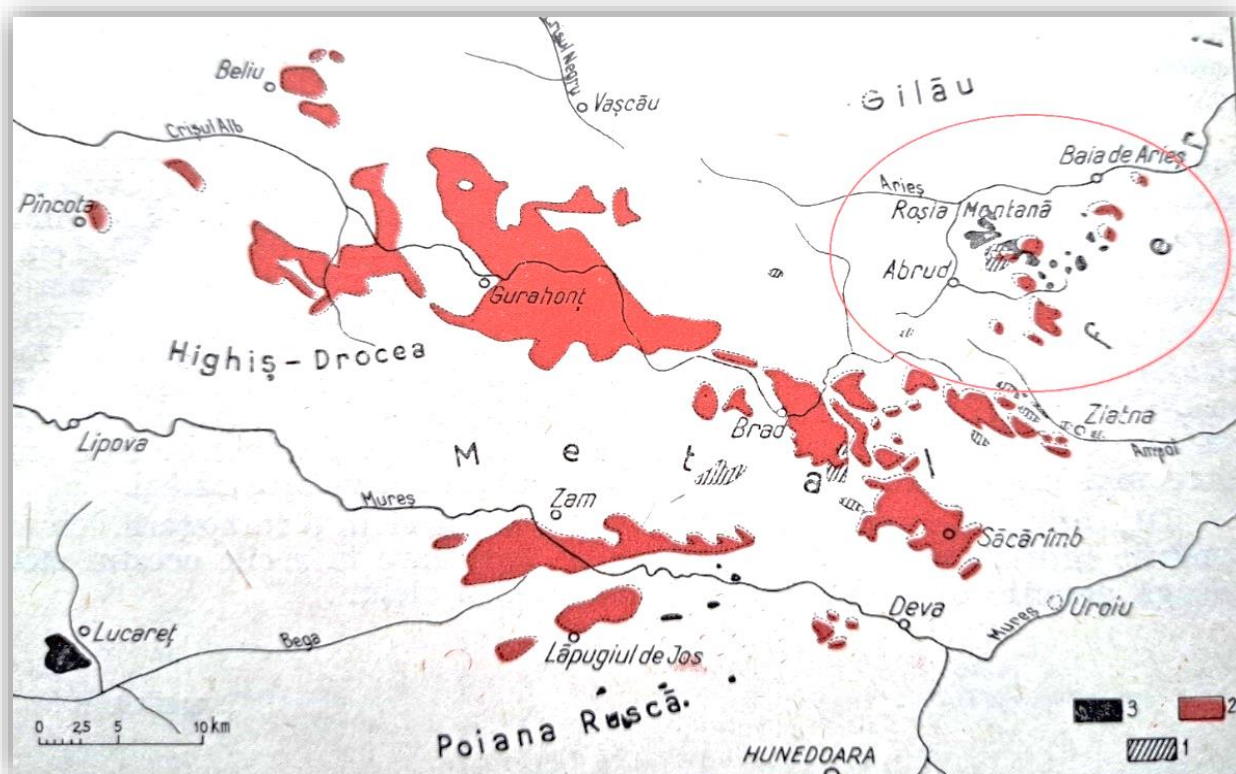 Crișul Negru
Beliu
Vașcău
Gilău
Crișul Alb
Baia de Arieș
Arieș
Pîncota
Roșia Montană
Abrud
Gurahonț
Highiș-Drocea
Zlatna
Brad
Ampoi
Lipova
M e t a l i f e r i
Mureș
Zam
Săcărîmb
Deva
Mureș
Uroiu
Lucareț
Bega
Lăpugiul de Jos
Poiana Ruscă.
3
2
0 2,5 5 10 km
1
HUNEDOARA